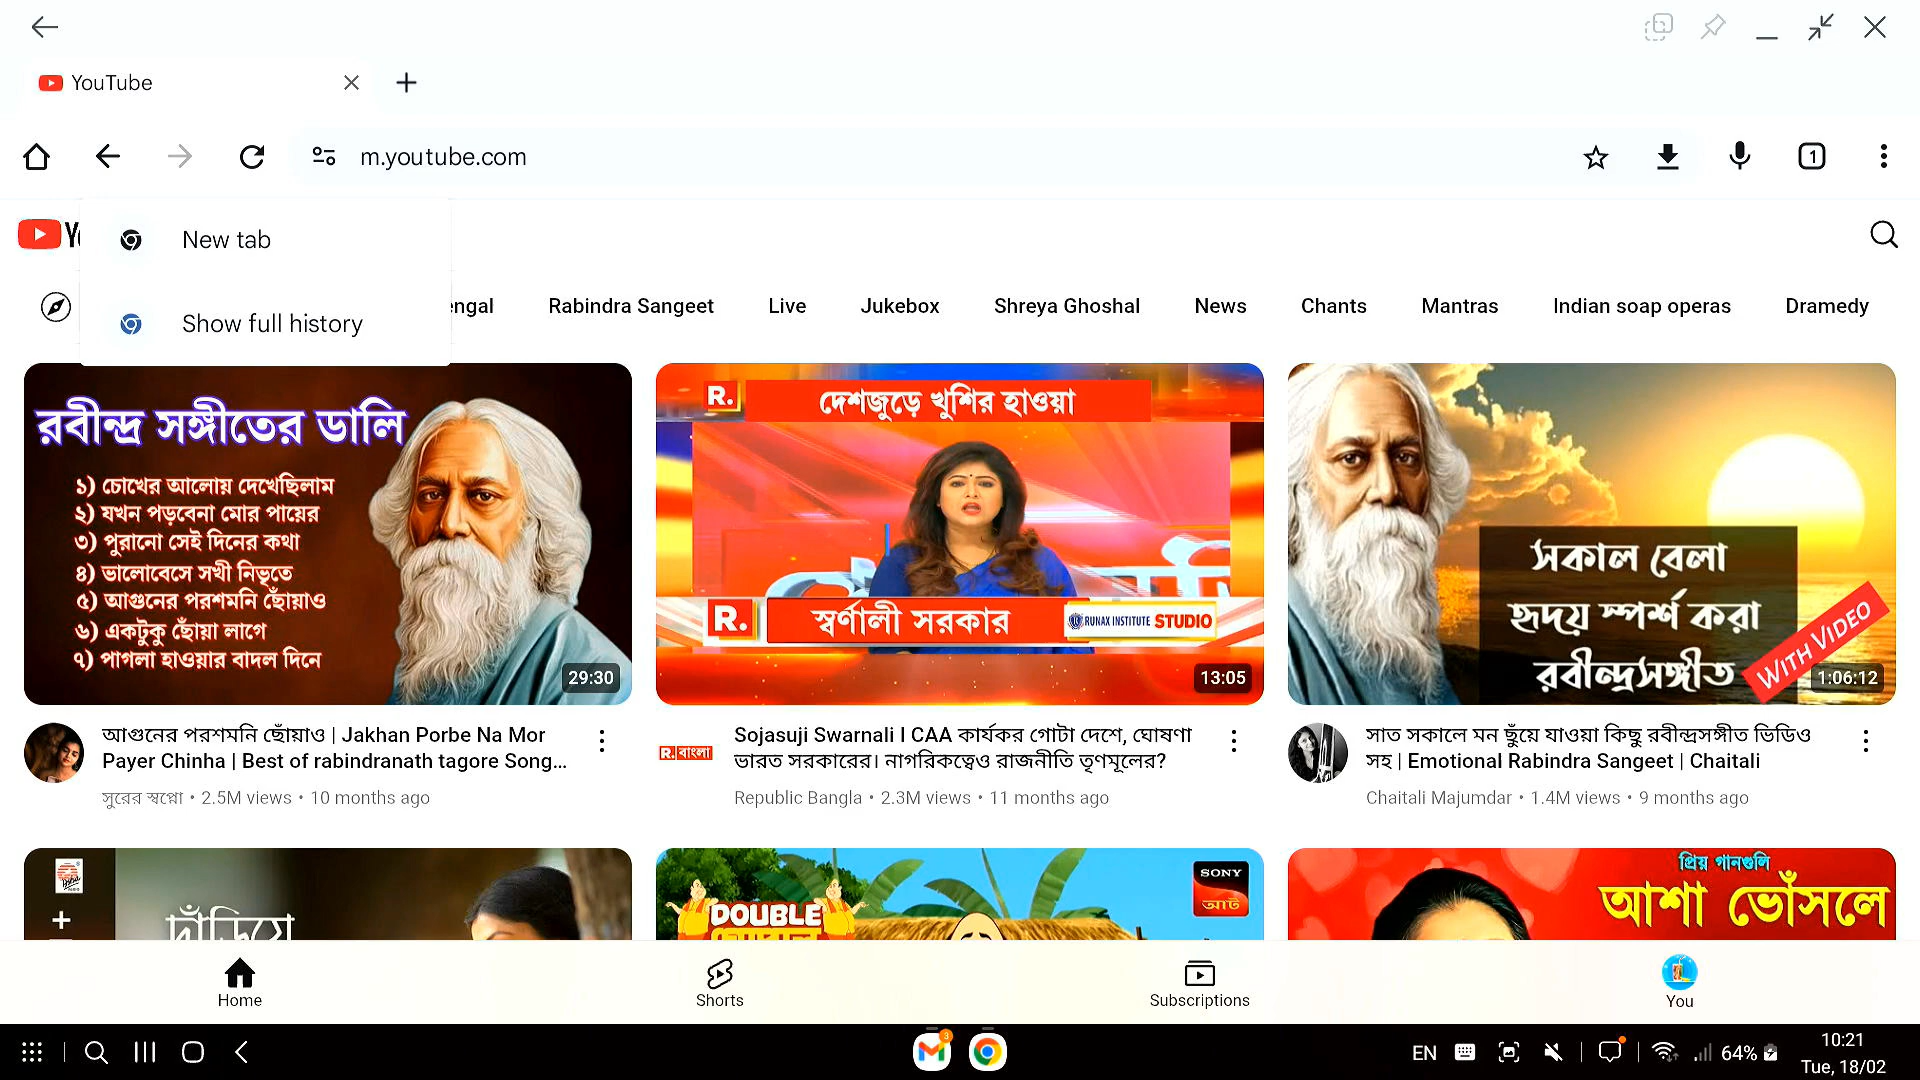 YouTube
m.youtube.com
1
New tab
Show full history
engal
Rabindra Sangeet
Live
Jukebox
Shreya Ghoshal
News
Chants
Mantras
Indian soap operas
Dramedy
রবীন্দ্র সঙ্গীতের ডালি
১) চোখের আলোয় দেখেছিলাম
২) যখন পড়বেনা মোর পায়ের
৩) পুরানো সেই দিনের কথা
৪) ভালোবেসে সখী নিভৃতে
৫) আগুনের পরশমনি ছোঁয়াও
৬) একটুকু ছোঁয়া লাগে
৭) পাগলা হাওয়ার বাদল দিনে
29:30
R.
দেশজুড়ে খুশির হাওয়া
R.
স্বর্ণালী সরকার
RUNAX INSTITUTE STUDIO
13:05
সকাল বেলা
হৃদয় স্পর্শ করা
রবীন্দ্রসঙ্গীত
WITH VIDEO
1:06:12
আগুনের পরশমনি ছোঁয়াও | Jakhan Porbe Na Mor
Payer Chinha | Best of rabindranath tagore Song...
সুরের স্বপ্নো • 2.5M views • 10 months ago
R.বাংলা
Sojasuji Swarnali I CAA কার্যকর গোটা দেশে, ঘোষণা
ভারত সরকারের। নাগরিকত্বেও রাজনীতি তৃণমূলের?
Republic Bangla • 2.3M views • 11 months ago
সাত সকালে মন ছুঁয়ে যাওয়া কিছু রবীন্দ্রসঙ্গীত ভিডিও
সহ | Emotional Rabindra Sangeet | Chaitali
Chaitali Majumdar • 1.4M views • 9 months ago
দাঁড়িয়ে
DOUBLE
SONY
আট
প্রিয় গানগুলি
আশা ভোঁসলে
Home
Shorts
Subscriptions
You
3
EN
64%
10:21
Tue, 18/02